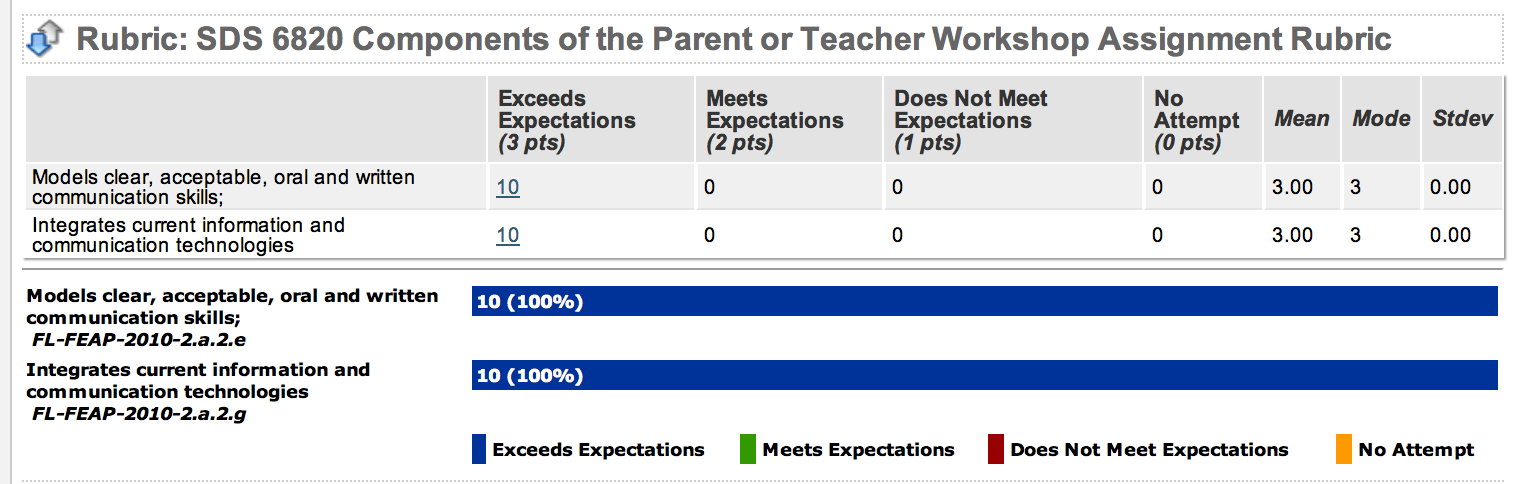 Rubric: SDS 6820 Components of the Parent or Teacher Workshop Assignment Rubric
Exceeds Expectations (3 pts) Meets Expectations (2 pts) Does Not Meet Expectations (1 pts) No Attempt (0 pts) Mean Mode Stdev
Models clear, acceptable, oral and written
communication skills;
10 0 0 0 3.00 3 0.00
Integrates current information and
communication technologies
10 0 0 0 3.00 3 0.00
Models clear, acceptable, oral and written
communication skills;
FL-FEAP-2010-2.a.2.e
10 (100%)
Integrates current information and
communication technologies
FL-FEAP-2010-2.a.2.g
10 (100%)
Exceeds Expectations Meets Expectations Does Not Meet Expectations No Attempt